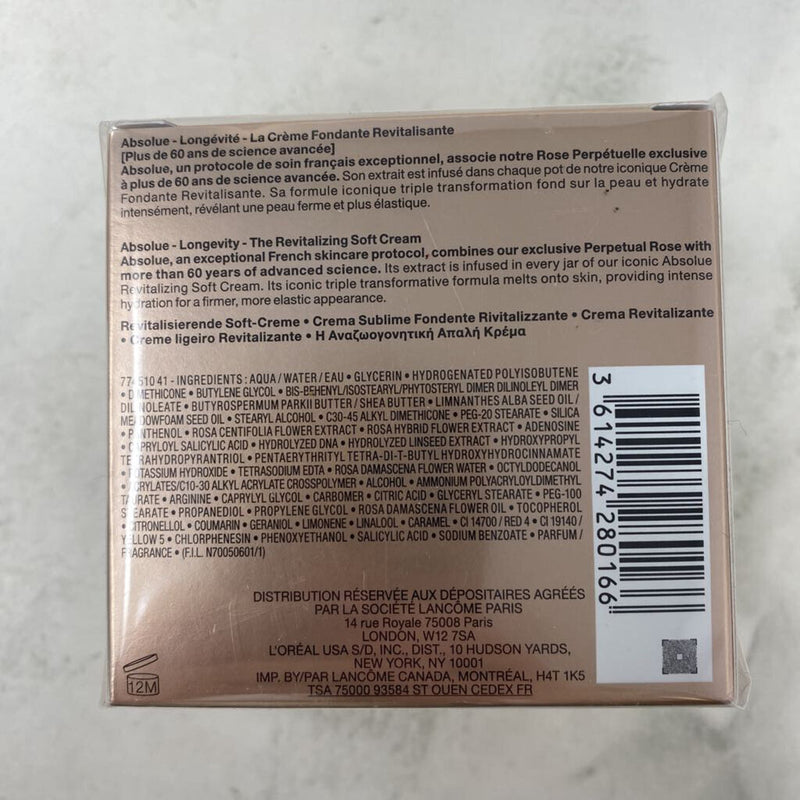 Absolue - Longévité - La Crème Fondante Revitalisante
[Plus de 60 ans de science avancée]
Absolue, un protocole de soin français exceptionnel, associe notre Rose Perpétuelle exclusive
à plus de 60 ans de science avancée. Son extrait est infusé dans chaque pot de notre iconique Crème
Fondante Revitalisante. Sa formule iconique triple transformation fond sur la peau et hydrate
intensément, révélant une peau ferme et plus élastique.
Absolue - Longevity - The Revitalizing Soft Cream
Absolue, an exceptional French skincare protocol, combines our exclusive Perpetual Rose with
more than 60 years of advanced science. Its extract is infused in every jar of our iconic Absolue
Revitalizing Soft Cream. Its iconic triple transformative formula melts onto skin, providing intense
hydration for a firmer, more elastic appearance.
Revitalisierende Soft-Creme • Crema Sublime Fondente Rivitalizzante • Crema Revitalizante
• Creme ligeiro Revitalizante • Η Αναζωογονητική Απαλή Κρέμα
774510 41 - INGREDIENTS : AQUA / WATER / EAU • GLYCERIN • HYDROGENATED POLYISOBUTENE
• DIMETHICONE • BUTYLENE GLYCOL • BIS-BEHENYL/ISOSTEARYL/PHYTOSTERYL DIMER DILINOLEYL DIMER
DILINOLEATE • BUTYROSPERMUM PARKII BUTTER / SHEA BUTTER • LIMNANTHES ALBA SEED OIL /
MEADOWFOAM SEED OIL • STEARYL ALCOHOL • C30-45 ALKYL DIMETHICONE • PEG-20 STEARATE • SILICA
• PANTHENOL • ROSA CENTIFOLIA FLOWER EXTRACT • ROSA HYBRID FLOWER EXTRACT • ADENOSINE
• CAPRYLOYL SALICYLIC ACID • HYDROLYZED DNA • HYDROLYZED LINSEED EXTRACT • HYDROXYPROPYL
TETRAHYDROPYRANTRIOL • PENTAERYTHRITYL TETRA-DI-T-BUTYL HYDROXYHYDROCINNAMATE
• POTASSIUM HYDROXIDE • TETRASODIUM EDTA • ROSA DAMASCENA FLOWER WATER • OCTYLDODECANOL
• ACRYLATES/C10-30 ALKYL ACRYLATE CROSSPOLYMER • ALCOHOL • AMMONIUM POLYACRYLOYLDIMETHYL
TAURATE • ARGININE • CAPRYLYL GLYCOL • CARBOMER • CITRIC ACID • GLYCERYL STEARATE • PEG-100
STEARATE • PROPANEDIOL • PROPYLENE GLYCOL • ROSA DAMASCENA FLOWER OIL • TOCOPHEROL
• CITRONELLOL • COUMARIN • GERANIOL • LIMONENE • LINALOOL • CARAMEL • CI 14700 / RED 4 • CI 19140 /
YELLOW 5 • CHLORPHENESIN • PHENOXYETHANOL • SALICYLIC ACID • SODIUM BENZOATE • PARFUM /
FRAGRANCE • (F.I.L. N70050601/1)
3 614274 280166
DISTRIBUTION RÉSERVÉE AUX DÉPOSITAIRES AGRÉÉS
PAR LA SOCIÉTÉ LANCÔME PARIS
14 rue Royale 75008 Paris
LONDON, W12 7SA
L'ORÉAL USA S/D, INC., DIST., 10 HUDSON YARDS,
NEW YORK, NY 10001
IMP. BY/PAR LANCÔME CANADA, MONTRÉAL, H4T 1K5
TSA 75000 93584 ST OUEN CEDEX FR
12M